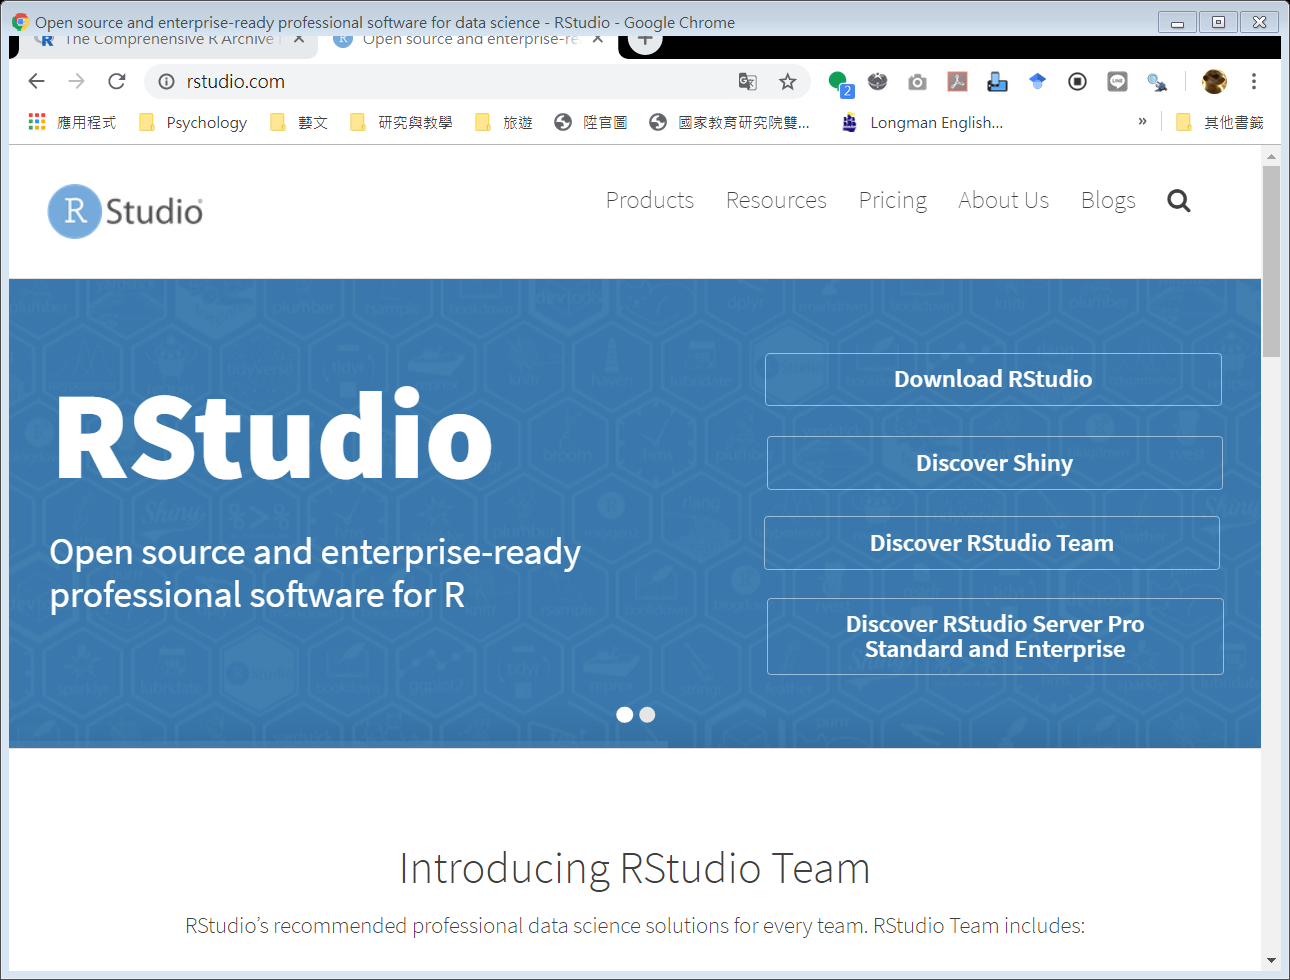 Open source and enterprise-ready professional software for data science - RStudio - Google Chrome
The Comprehensive R Archive
Open source and enterprise-re
rstudio.com
2
應用程式 Psychology 藝文 研究與教學 旅遊 陞官圖 國家教育研究院雙... Longman English... » 其他書籤
R Studio
Products Resources Pricing About Us Blogs
RStudio
Open source and enterprise-ready
professional software for R
Download RStudio
Discover Shiny
Discover RStudio Team
Discover RStudio Server Pro
Standard and Enterprise
Introducing RStudio Team
RStudio’s recommended professional data science solutions for every team. RStudio Team includes: